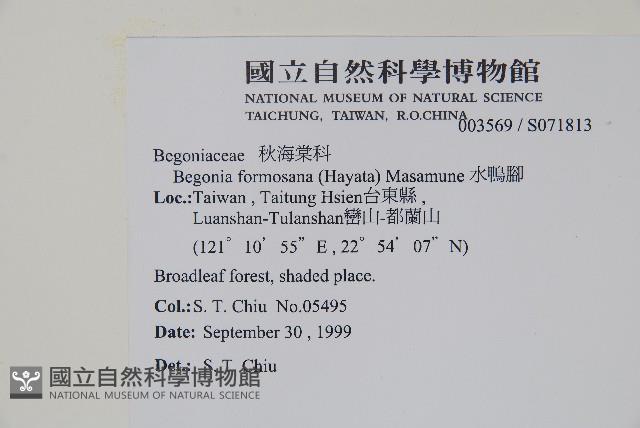 國立自然科學博物館
NATIONAL MUSEUM OF NATURAL SCIENCE
TAICHUNG, TAIWAN, R.O.CHINA
003569 / S071813
Begoniaceae 秋海棠科
Begonia formosana (Hayata) Masamune 水鴨腳
Loc.:Taiwan , Taitung Hsien台東縣 ,
Luanshan-Tulanshan巒山-都蘭山
(121° 10' 55" E , 22° 54' 07" N)
Broadleaf forest, shaded place.
Col.: S. T. Chiu No.05495
Date: September 30 , 1999
Det.: S. T. Chiu
國立自然科學博物館
NATIONAL MUSEUM OF NATURAL SCIENCE